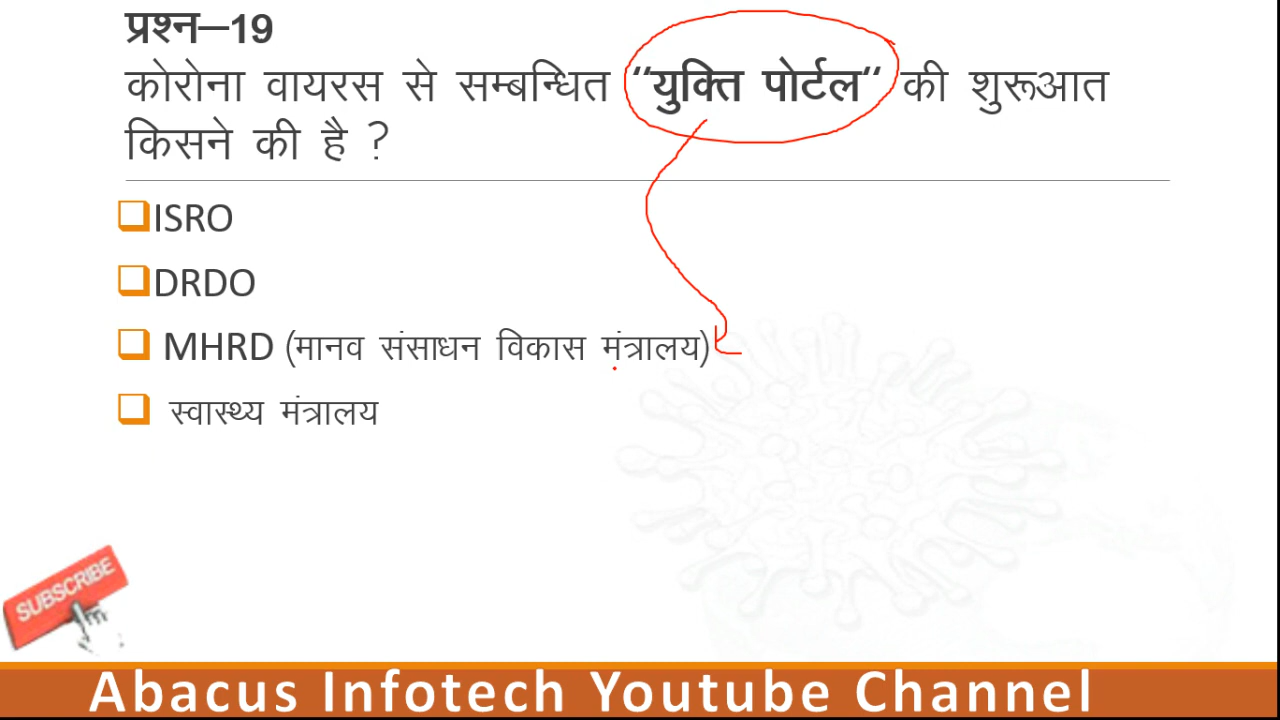 प्रश्न—19
कोरोना वायरस से सम्बन्धित "युक्ति पोर्टल" की शुरूआत
किसने की है ?
ISRO
DRDO
MHRD (मानव संसाधन विकास मंत्रालय)
स्वास्थ्य मंत्रालय
SUBSCRIBE
Abacus Infotech Youtube Channel